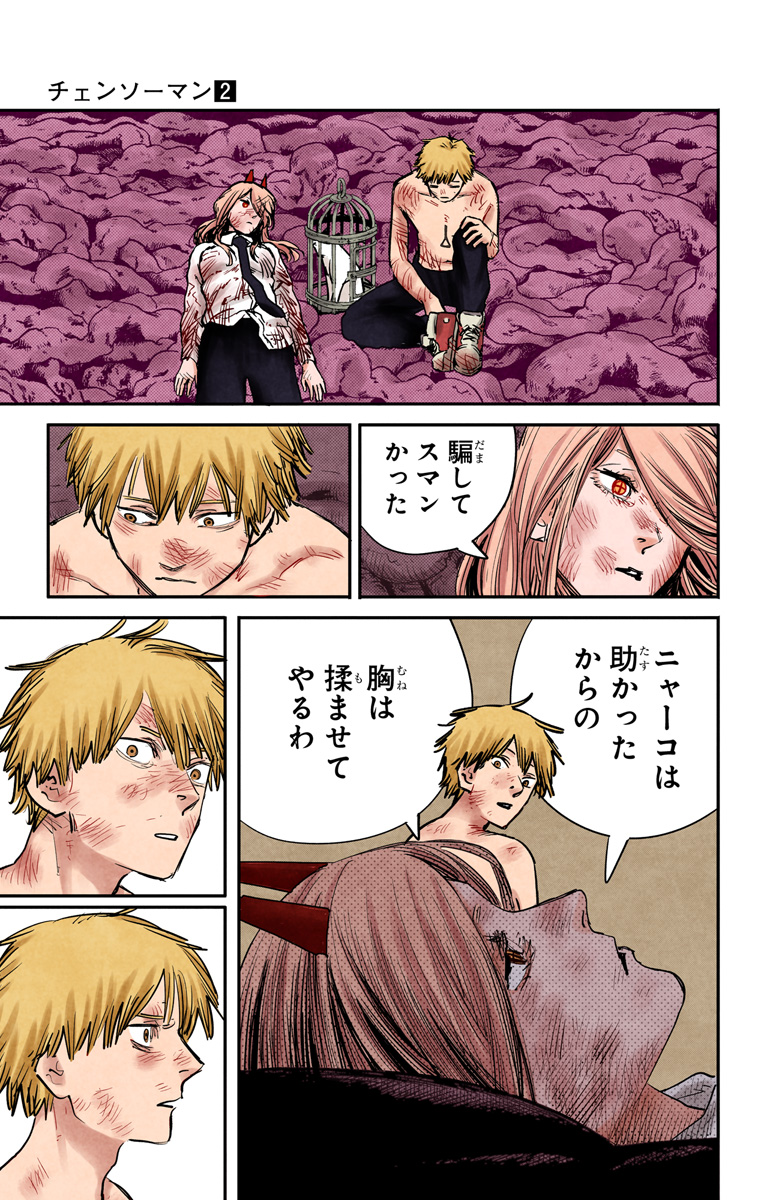 チェンソーマン2
騙して
スマン
かった
ニャーコは
助かった
からの
胸は
揉ませて
やるわ